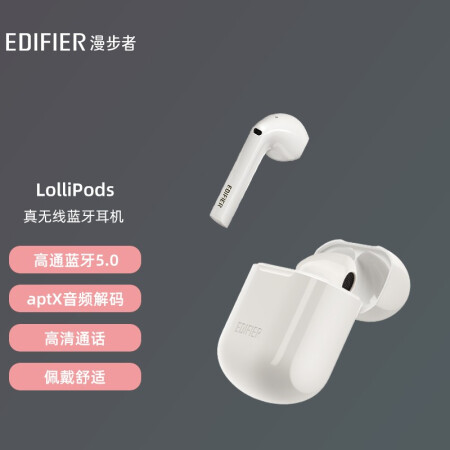 EDIFIER 漫步者
EDIFIER
LolliPods
真无线蓝牙耳机
高通蓝牙5.0
aptX音频解码
高清通话
佩戴舒适
EDIFIER